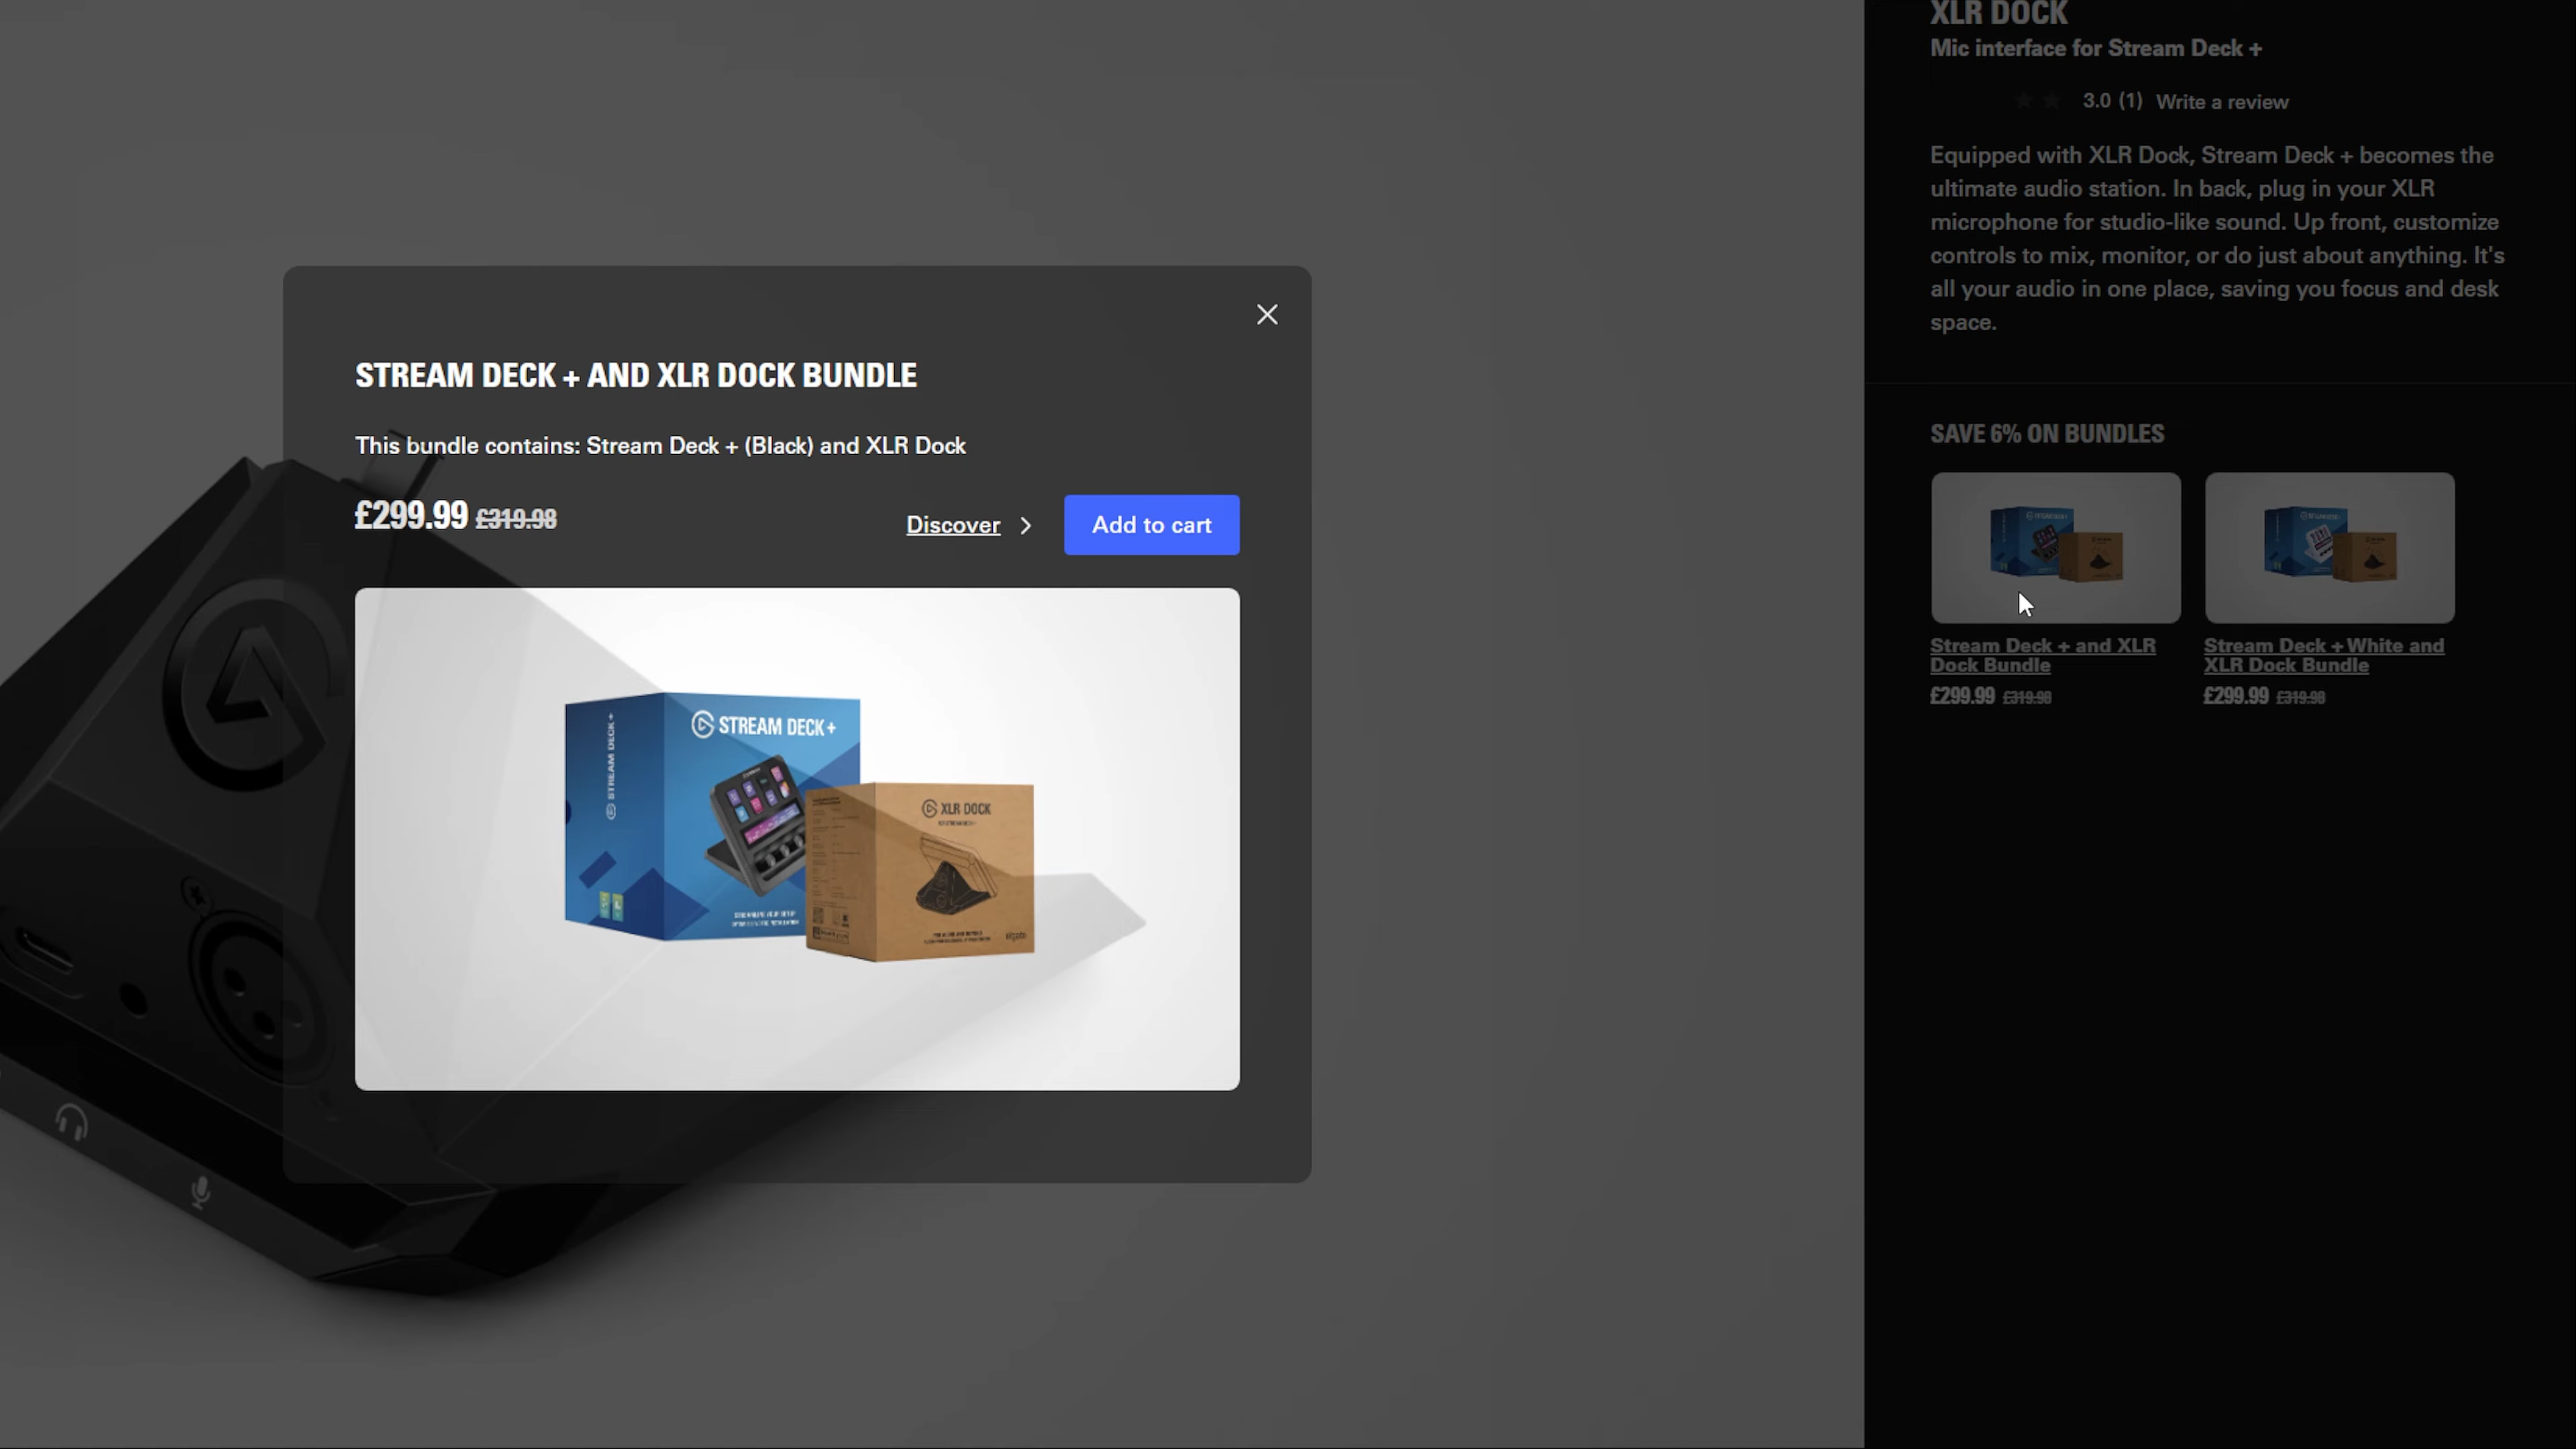 XLR DOCK
Mic interface for Stream Deck +
3.0 (1) Write a review
Equipped with XLR Dock, Stream Deck + becomes the
ultimate audio station. In back, plug in your XLR
microphone for studio-like sound. Up front, customize
controls to mix, monitor, or do just about anything. It's
all your audio in one place, saving you focus and desk
space.
SAVE 6% ON BUNDLES
Stream Deck + and XLR
Dock Bundle
£299.99 £319.98
Stream Deck + White and
XLR Dock Bundle
£299.99 £319.98
STREAM DECK + AND XLR DOCK BUNDLE
This bundle contains: Stream Deck + (Black) and XLR Dock
£299.99 £319.98
Discover
Add to cart
STREAM DECK +
STREAM DECK +
XLR DOCK
elgato